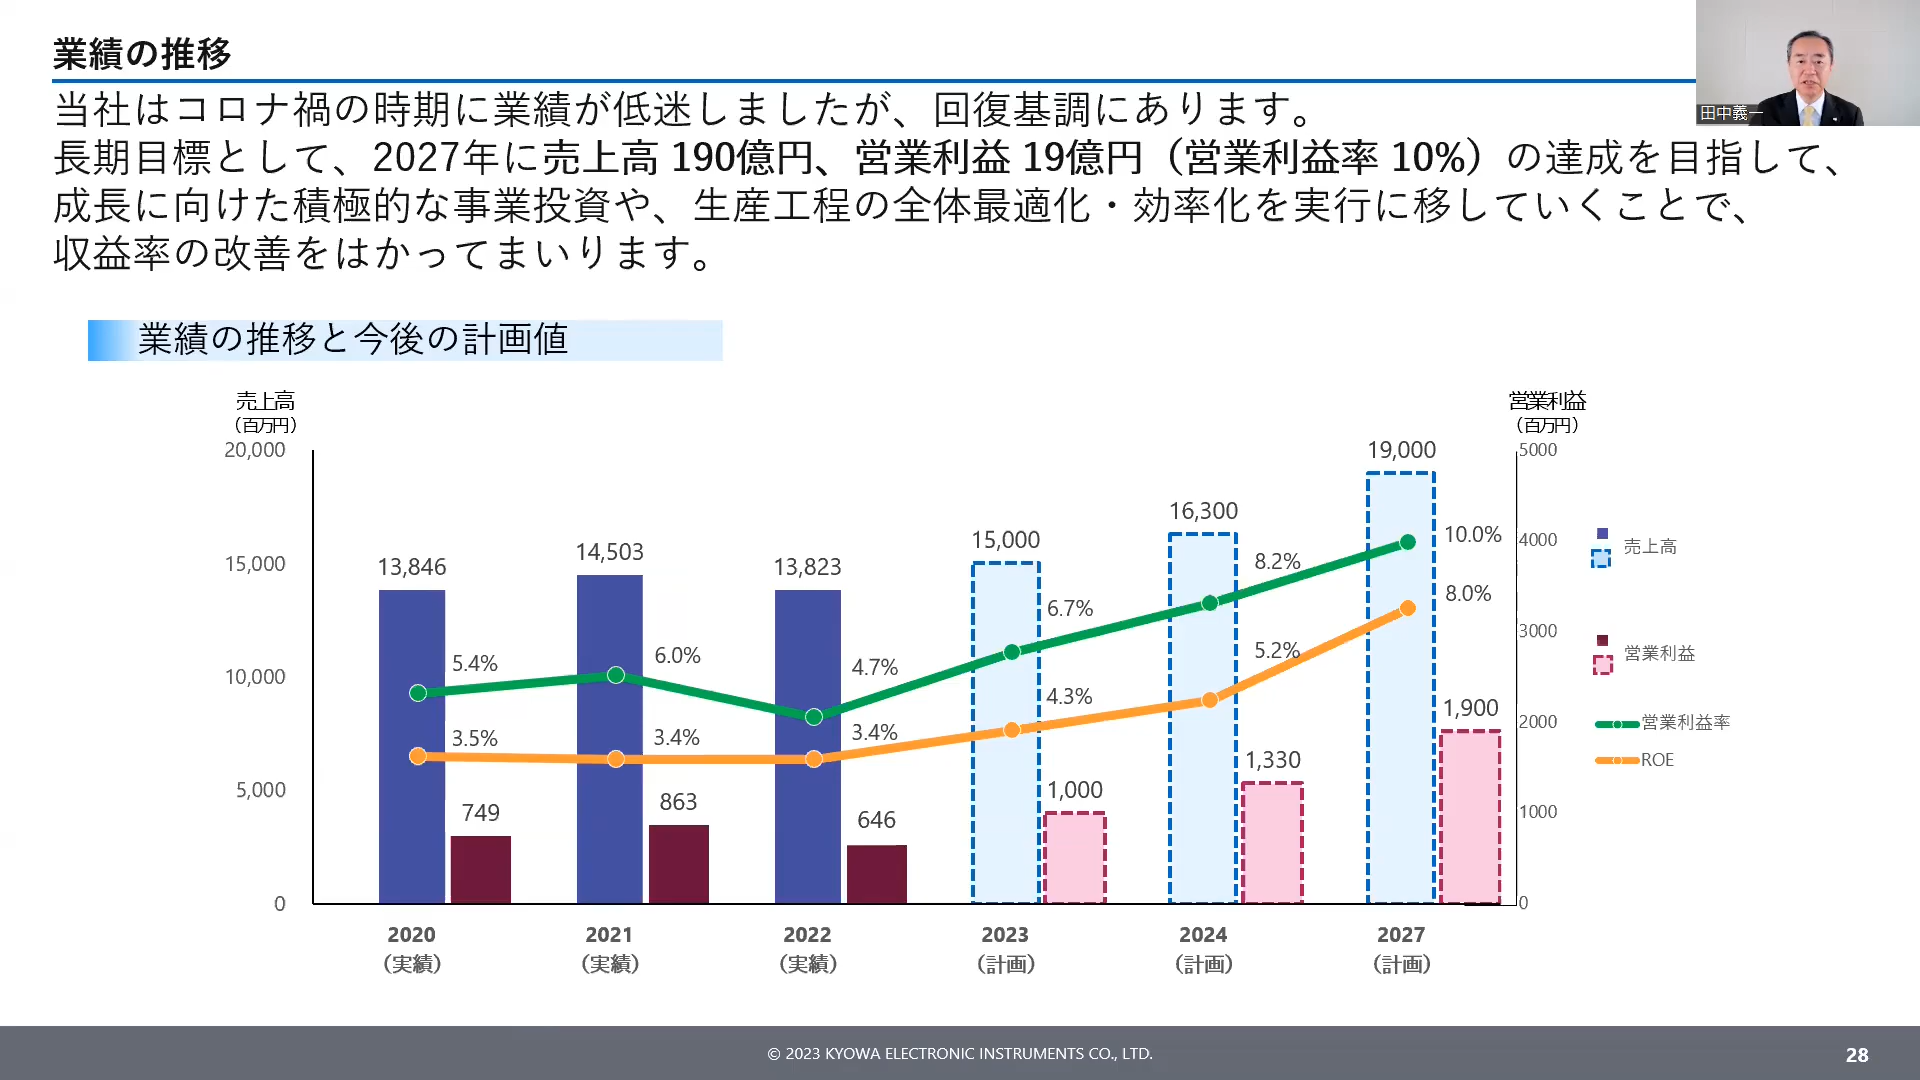 業績の推移
田中義一
当社はコロナ禍の時期に業績が低迷しましたが、回復基調にあります。
長期目標として、2027年に売上高 190億円、営業利益 19億円（営業利益率 10%）の達成を目指して、
成長に向けた積極的な事業投資や、生産工程の全体最適化・効率化を実行に移していくことで、
収益率の改善をはかってまいります。
業績の推移と今後の計画値
売上高
（百万円）
営業利益
（百万円）
20,000
15,000
10,000
5,000
0
13,846
14,503
13,823
15,000
16,300
19,000
5.4%
6.0%
4.7%
6.7%
8.2%
10.0%
3.5%
3.4%
3.4%
4.3%
5.2%
8.0%
749
863
646
1,000
1,330
1,900
5000
4000
3000
2000
1000
0
売上高
営業利益
営業利益率
ROE
2020
（実績）
2021
（実績）
2022
（実績）
2023
（計画）
2024
（計画）
2027
（計画）
© 2023 KYOWA ELECTRONIC INSTRUMENTS CO., LTD.
28